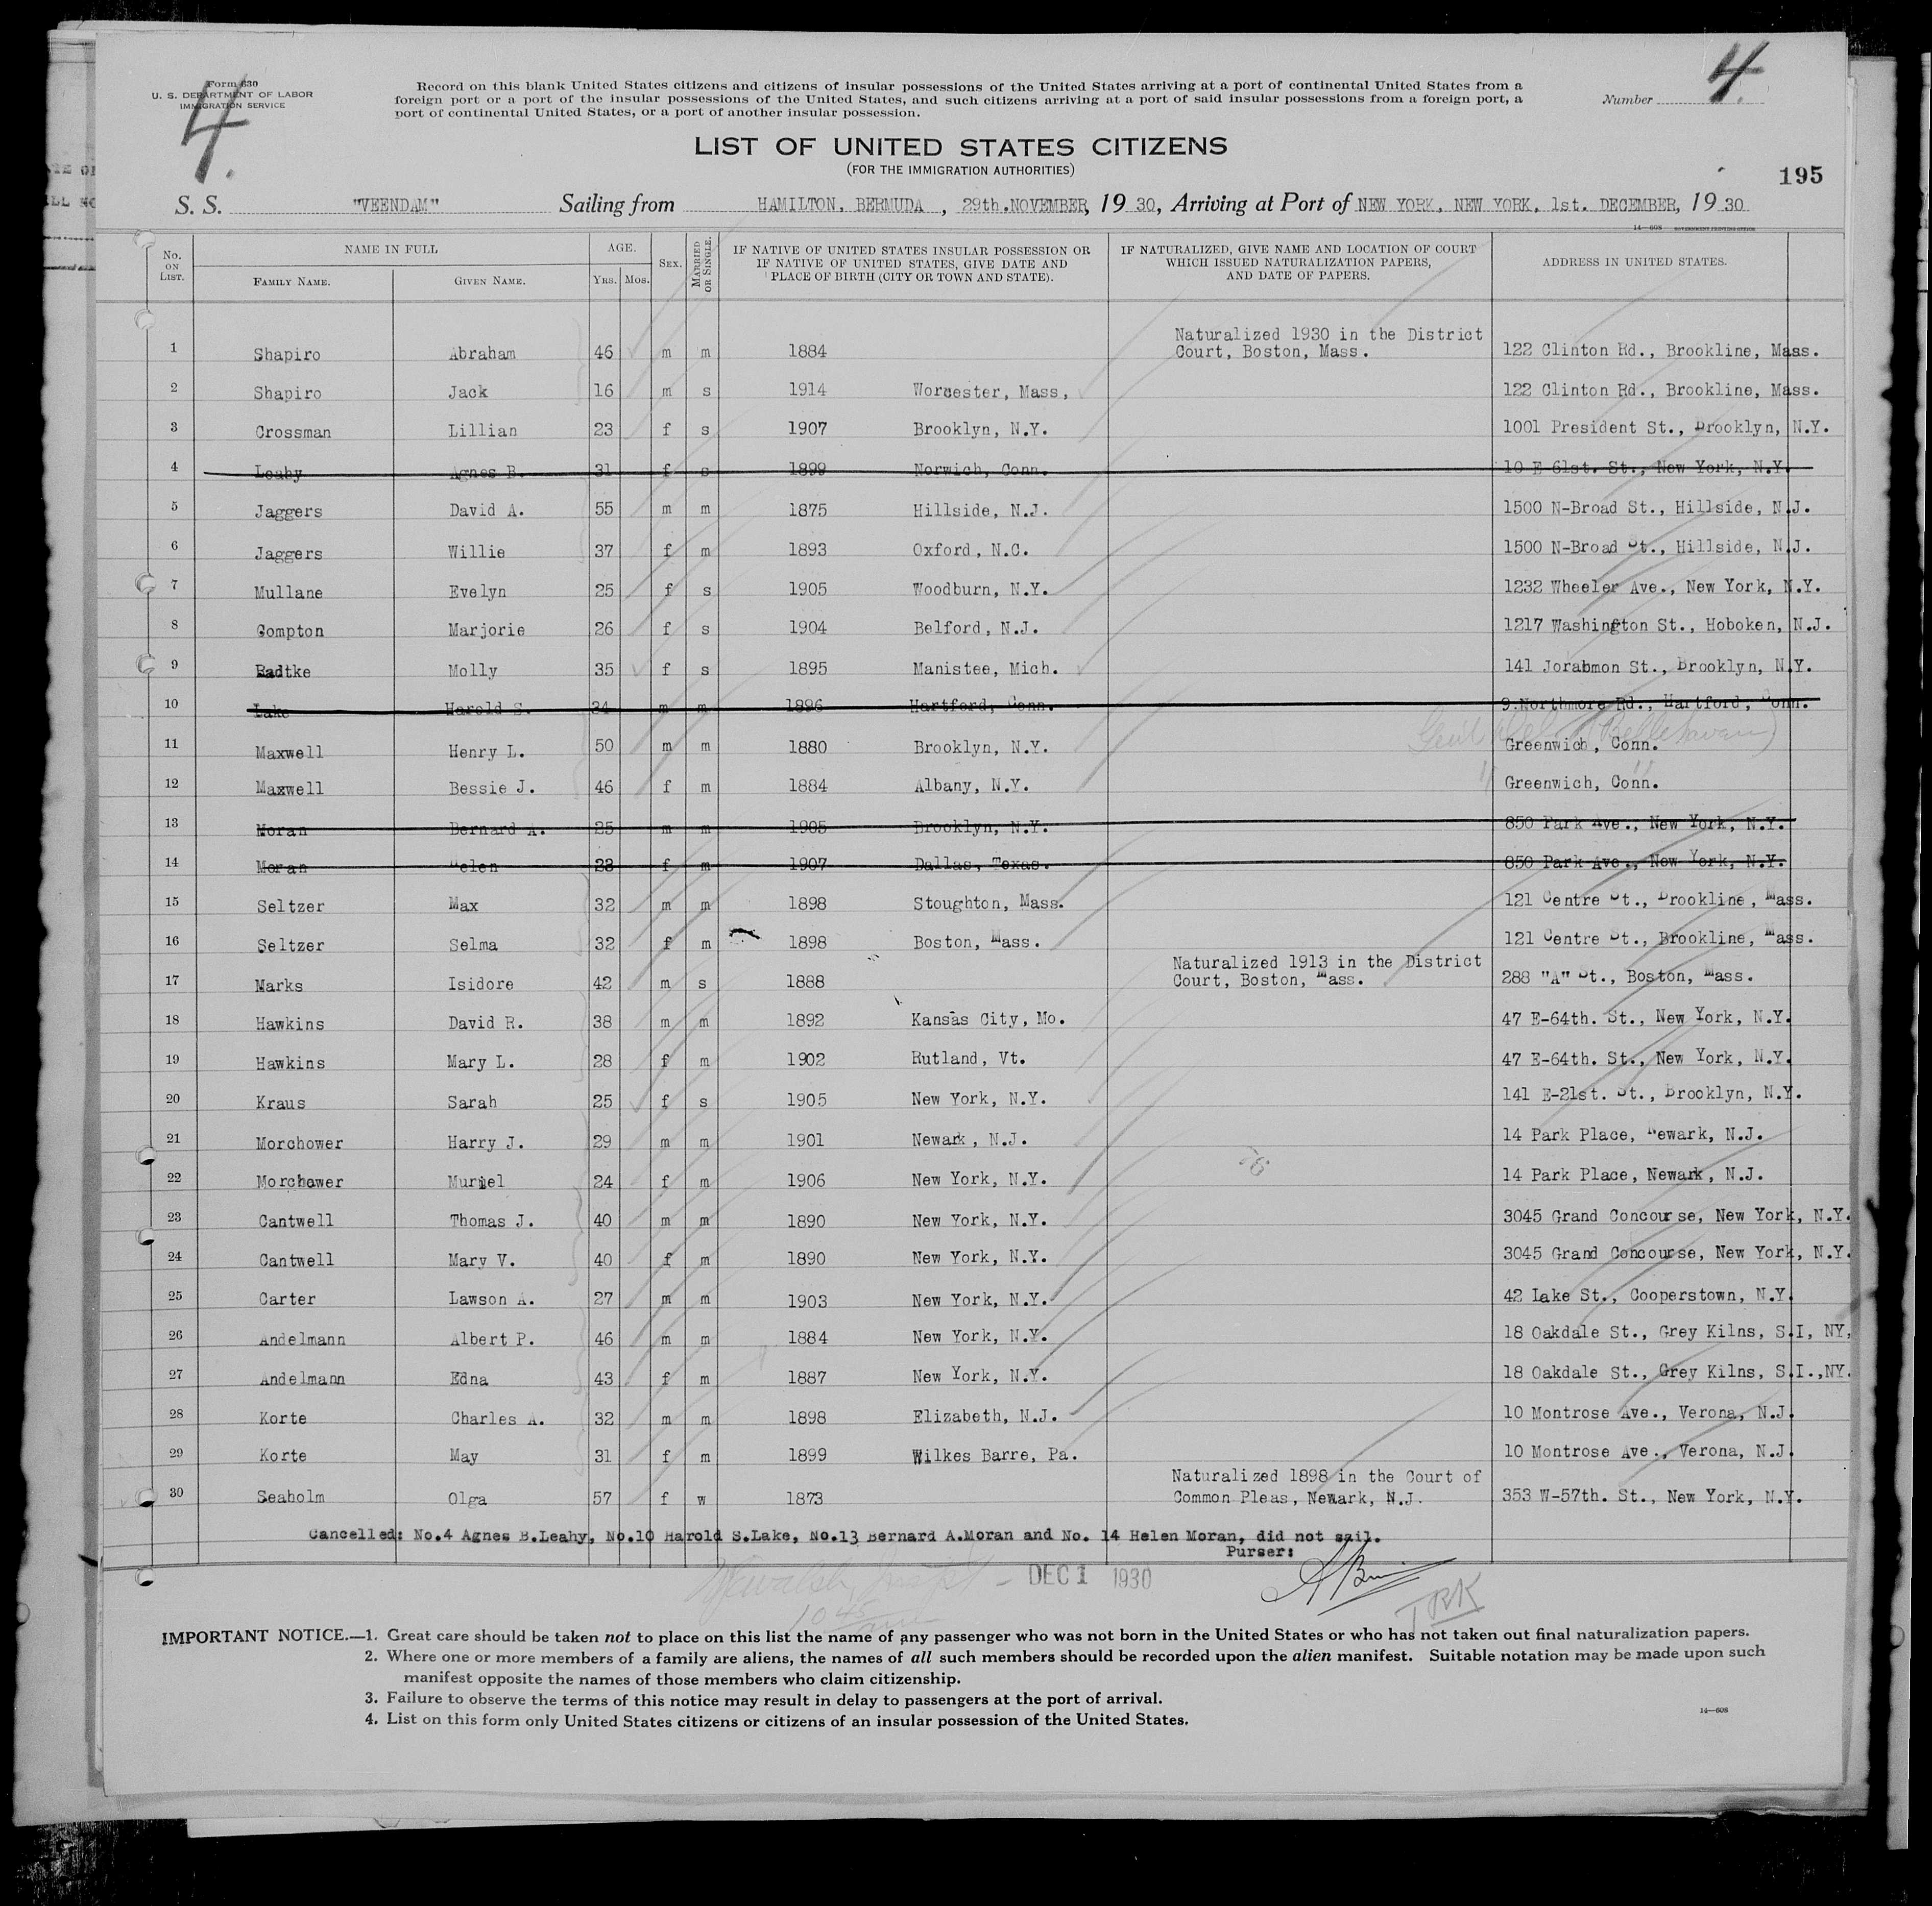 Form 630
U. S. DEPARTMENT OF LABOR
IMMIGRATION SERVICE
4.
Record on this blank United States citizens and citizens of insular possessions of the United States arriving at a port of continental United States from a
foreign port or a port of the insular possessions of the United States, and such citizens arriving at a port of said insular possessions from a foreign port, a
port of continental United States, or a port of another insular possession.
Number 4.
LIST OF UNITED STATES CITIZENS
(FOR THE IMMIGRATION AUTHORITIES)
195
S. S. "VEENDAM" Sailing from HAMILTON, BERMUDA, 29th. NOVEMBER, 1930, Arriving at Port of NEW YORK, NEW YORK, 1st. DECEMBER, 1930
14—608 GOVERNMENT PRINTING OFFICE
No. ON LIST. NAME IN FULL FAMILY NAME. GIVEN NAME. AGE. YRS. MOS. SEX. MARRIED OR SINGLE. IF NATIVE OF UNITED STATES INSULAR POSSESSION OR IF NATIVE OF UNITED STATES, GIVE DATE AND PLACE OF BIRTH (CITY OR TOWN AND STATE). IF NATURALIZED, GIVE NAME AND LOCATION OF COURT WHICH ISSUED NATURALIZATION PAPERS, AND DATE OF PAPERS. ADDRESS IN UNITED STATES.
1 Shapiro Abraham 46 m m 1884 Naturalized 1930 in the District Court, Boston, Mass. 122 Clinton Rd., Brookline, Mass.
2 Shapiro Jack 16 m s 1914 Worcester, Mass, 122 Clinton Rd., Brookline, Mass.
3 Crossman Lillian 23 f s 1907 Brooklyn, N.Y. 1001 President St., Brooklyn, N.Y.
4 Leahy Agnes B. 31 f s 1899 Norwich, Conn. 10 E-61st. St., New York, N.Y.
5 Jaggers David A. 55 m m 1875 Hillside, N.J. 1500 N-Broad St., Hillside, N.J.
6 Jaggers Willie 37 f m 1893 Oxford, N.C. 1500 N-Broad St., Hillside, N.J.
7 Mullane Evelyn 25 f s 1905 Woodburn, N.Y. 1232 Wheeler Ave., New York, N.Y.
8 Compton Marjorie 26 f s 1904 Belford, N.J. 1217 Washington St., Hoboken, N.J.
9 Radtke Molly 35 f s 1895 Manistee, Mich. 141 Joralemon St., Brooklyn, N.Y.
10 Lake Harold S. 34 m m 1896 Hartford, Conn. 9 Northmore Rd., Hartford, Conn.
11 Maxwell Henry L. 50 m m 1880 Brooklyn, N.Y. Greenwich, Conn.
12 Maxwell Bessie J. 46 f m 1884 Albany, N.Y. Greenwich, Conn.
13 Moran Bernard A. 25 m m 1905 Brooklyn, N.Y. 850 Park Ave., New York, N.Y.
14 Moran Helen 23 f m 1907 Dallas, Texas. 850 Park Ave., New York, N.Y.
15 Seltzer Max 32 m m 1898 Stoughton, Mass. 121 Centre St., Brookline, Mass.
16 Seltzer Selma 32 f m 1898 Boston, Mass. 121 Centre St., Brookline, Mass.
17 Marks Isidore 42 m s 1888 Naturalized 1913 in the District Court, Boston, Mass. 288 "A" St., Boston, Mass.
18 Hawkins David R. 38 m m 1892 Kansas City, Mo. 47 E-64th. St., New York, N.Y.
19 Hawkins Mary L. 28 f m 1902 Rutland, Vt. 47 E-64th. St., New York, N.Y.
20 Kraus Sarah 25 f s 1905 New York, N.Y. 141 E-21st. St., Brooklyn, N.Y.
21 Morchower Harry J. 29 m m 1901 Newark, N.J. 14 Park Place, Newark, N.J.
22 Morchower Muriel 24 f m 1906 New York, N.Y. 14 Park Place, Newark, N.J.
23 Cantwell Thomas J. 40 m m 1890 New York, N.Y. 3045 Grand Concourse, New York, N.Y.
24 Cantwell Mary V. 40 f m 1890 New York, N.Y. 3045 Grand Concourse, New York, N.Y.
25 Carter Lawson A. 27 m m 1903 New York, N.Y. 42 Lake St., Cooperstown, N.Y.
26 Andelmann Albert P. 46 m m 1884 New York, N.Y. 18 Oakdale St., Grey Kilns, S.I, NY,
27 Andelmann Edna 43 f m 1887 New York, N.Y. 18 Oakdale St., Grey Kilns, S.I.,NY.
28 Korte Charles A. 32 m m 1898 Elizabeth, N.J. 10 Montrose Ave., Verona, N.J.
29 Korte May 31 f m 1899 Wilkes Barre, Pa. 10 Montrose Ave., Verona, N.J.
30 Seaholm Olga 57 f w 1873 Naturalized 1898 in the Court of Common Pleas, Newark, N.J. 353 W-57th. St., New York, N.Y.
Cancelled: No.4 Agnes B.Leahy, No.10 Harold S.Lake, No.13 Bernard A.Moran and No. 14 Helen Moran, did not sail.
Purser:
DEC 1 1930
IMPORTANT NOTICE.—1. Great care should be taken not to place on this list the name of any passenger who was not born in the United States or who has not taken out final naturalization papers.
2. Where one or more members of a family are aliens, the names of all such members should be recorded upon the alien manifest. Suitable notation may be made upon such
manifest opposite the names of those members who claim citizenship.
3. Failure to observe the terms of this notice may result in delay to passengers at the port of arrival.
4. List on this form only United States citizens or citizens of an insular possession of the United States.
14—608